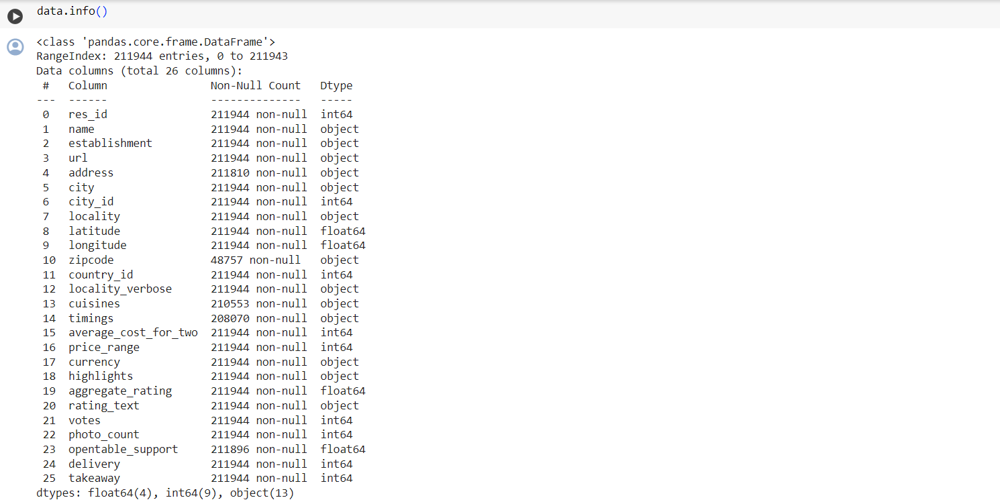 data.info()
<class 'pandas.core.frame.DataFrame'>
RangeIndex: 211944 entries, 0 to 211943
Data columns (total 26 columns):
 #   Column                Non-Null Count   Dtype
---  ------                --------------   -----
 0   res_id                211944 non-null  int64
 1   name                  211944 non-null  object
 2   establishment         211944 non-null  object
 3   url                   211944 non-null  object
 4   address               211810 non-null  object
 5   city                  211944 non-null  object
 6   city_id               211944 non-null  int64
 7   locality              211944 non-null  object
 8   latitude              211944 non-null  float64
 9   longitude             211944 non-null  float64
 10  zipcode               48757 non-null   object
 11  country_id            211944 non-null  int64
 12  locality_verbose      211944 non-null  object
 13  cuisines              210553 non-null  object
 14  timings               208070 non-null  object
 15  average_cost_for_two  211944 non-null  int64
 16  price_range           211944 non-null  int64
 17  currency              211944 non-null  object
 18  highlights            211944 non-null  object
 19  aggregate_rating      211944 non-null  float64
 20  rating_text           211944 non-null  object
 21  votes                 211944 non-null  int64
 22  photo_count           211944 non-null  int64
 23  opentable_support     211896 non-null  float64
 24  delivery              211944 non-null  int64
 25  takeaway              211944 non-null  int64
dtypes: float64(4), int64(9), object(13)